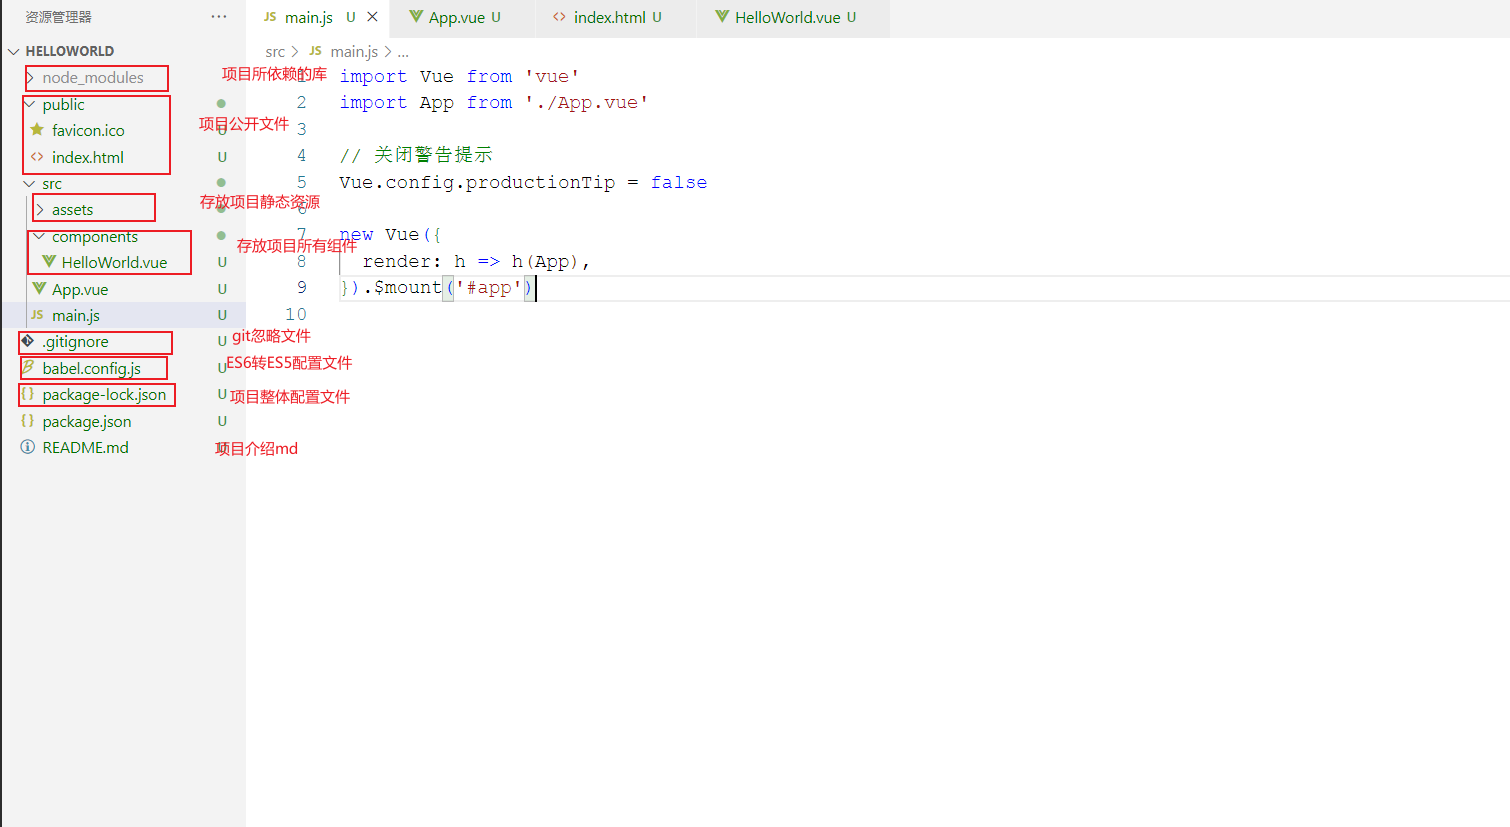 资源管理器 ···
JS main.js U × App.vue U <> index.html U HelloWorld.vue U
HELLOWORLD
src > JS main.js > ...
node_modules
项目所依赖的库
import Vue from 'vue'
public
2 import App from './App.vue'
favicon.ico
项目公开文件
3
index.html U
4 // 关闭警告提示
src
5 Vue.config.productionTip = false
assets
存放项目静态资源
6
components
存放项目所有组件
7 new Vue({
HelloWorld.vue U
8 render: h => h(App),
App.vue U
9 }).$mount('#app')
JS main.js U
10
.gitignore U
git忽略文件
babel.config.js U
ES6转ES5配置文件
{} package-lock.json U
项目整体配置文件
{} package.json U
README.md
项目介绍md